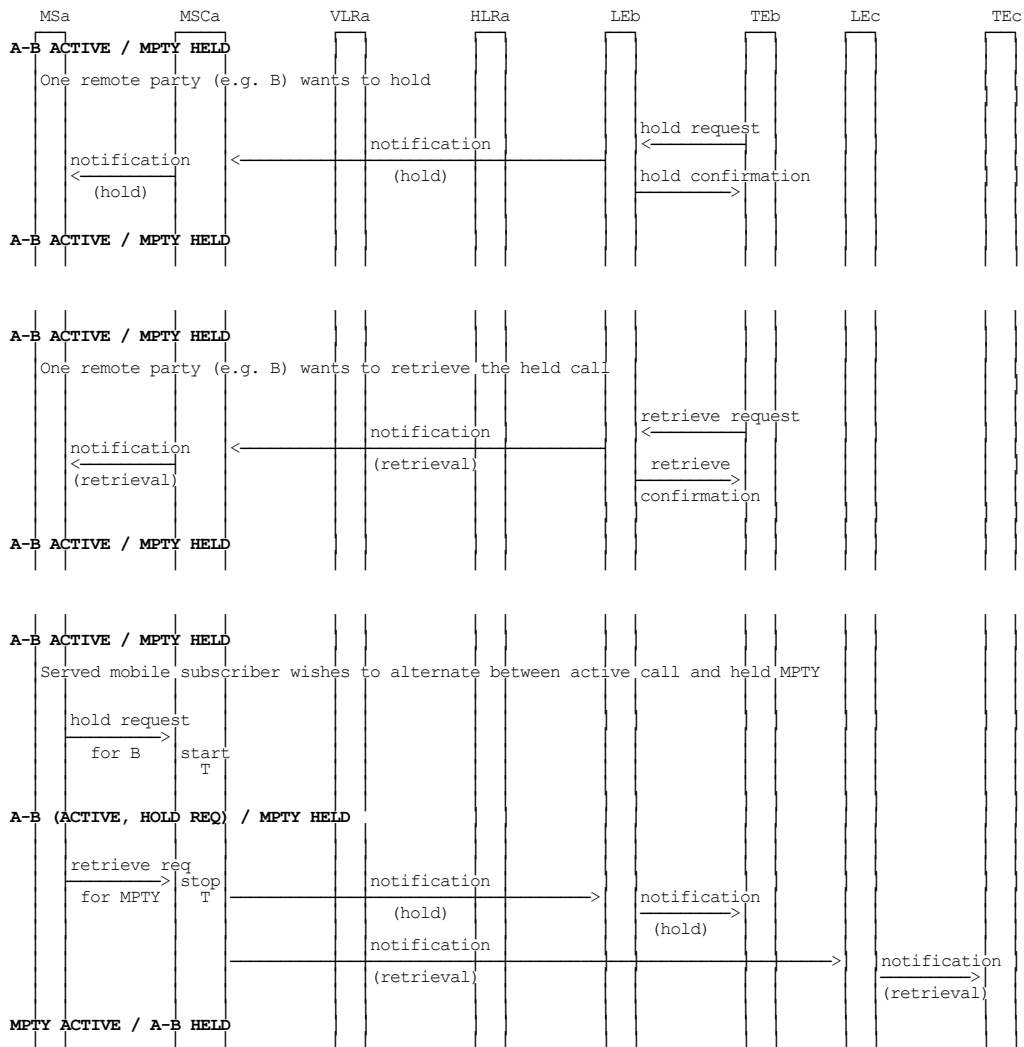 MSa MSCa VLRa HLRa LEb TEb LEc TEc
A-B ACTIVE / MPTY HELD
One remote party (e.g. B) wants to hold
hold request
notification
notification
(hold)
hold confirmation
(hold)
A-B ACTIVE / MPTY HELD
A-B ACTIVE / MPTY HELD
One remote party (e.g. B) wants to retrieve the held call
retrieve request
notification
notification
(retrieval)
retrieve
(retrieval)
confirmation
A-B ACTIVE / MPTY HELD
A-B ACTIVE / MPTY HELD
Served mobile subscriber wishes to alternate between active call and held MPTY
hold request
for B start
T
A-B (ACTIVE, HOLD REQ) / MPTY HELD
retrieve req
stop notification
for MPTY T notification
(hold)
(hold)
notification
notification
(retrieval)
(retrieval)
MPTY ACTIVE / A-B HELD